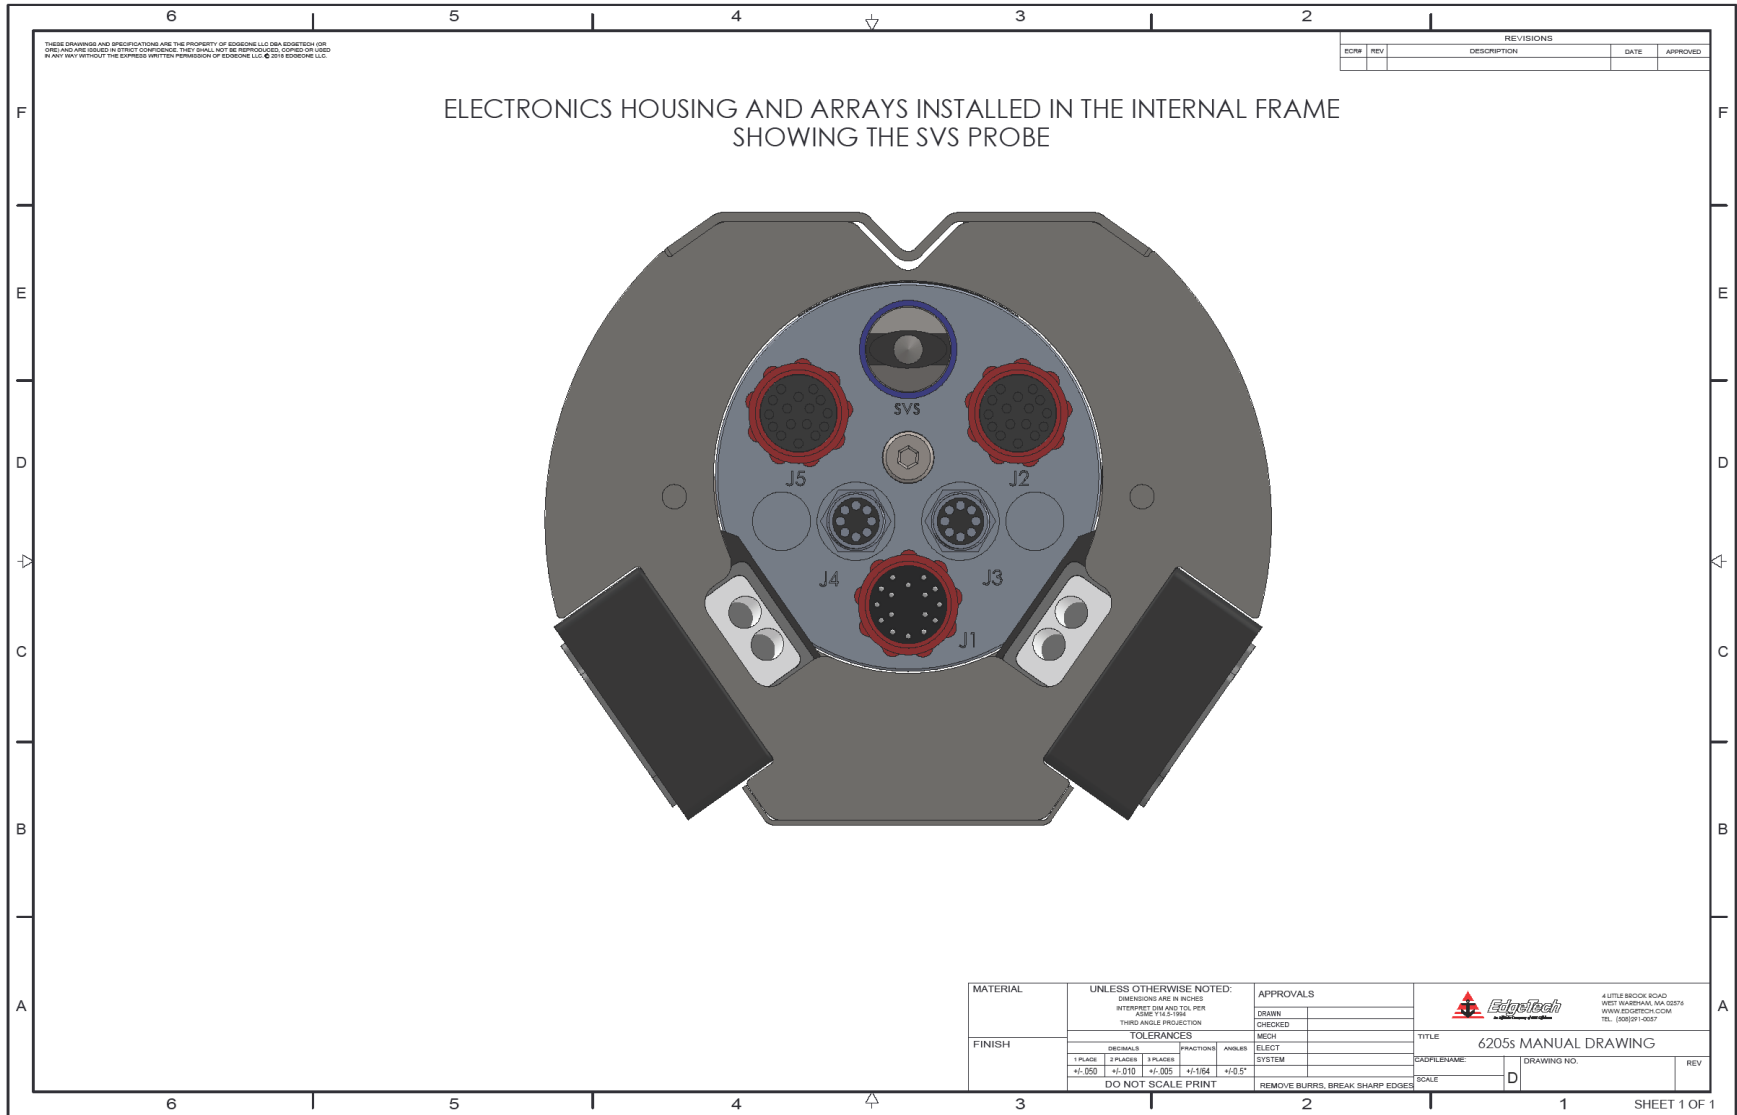 6 5 4 3 2
THESE DRAWINGS AND SPECIFICATIONS ARE THE PROPERTY OF EDGEONE LLC DBA EDGETECH (OR
ORE) AND ARE ISSUED IN STRICT CONFIDENCE. THEY SHALL NOT BE REPRODUCED, COPIED OR USED
IN ANY WAY WITHOUT THE EXPRESS WRITTEN PERMISSION OF EDGEONE LLC. © 2018 EDGEONE LLC.
REVISIONS
ECR# REV DESCRIPTION DATE APPROVED
F F
ELECTRONICS HOUSING AND ARRAYS INSTALLED IN THE INTERNAL FRAME
SHOWING THE SVS PROBE
E E
SVS
D D
J5 J2
J4 J3
J1
C C
B B
A A
MATERIAL
FINISH
UNLESS OTHERWISE NOTED:
DIMENSIONS ARE IN INCHES
INTERPRET DIM AND TOL PER
ASME Y14.5-1994
THIRD ANGLE PROJECTION
TOLERANCES
DECIMALS FRACTIONS ANGLES
1 PLACE 2 PLACES 3 PLACES
+/-.050 +/-.010 +/-.005 +/-1/64 +/-0.5°
DO NOT SCALE PRINT
APPROVALS
DRAWN
CHECKED
MECH
ELECT
SYSTEM
REMOVE BURRS, BREAK SHARP EDGES
EdgeTech
4 LITTLE BROOK ROAD
WEST WAREHAM, MA 02576
WWW.EDGETECH.COM
TEL. (508)291-0057
TITLE
6205s MANUAL DRAWING
CADFILENAME:
SCALE
D
DRAWING NO.
REV
6 5 4 3 2 1
SHEET 1 OF 1